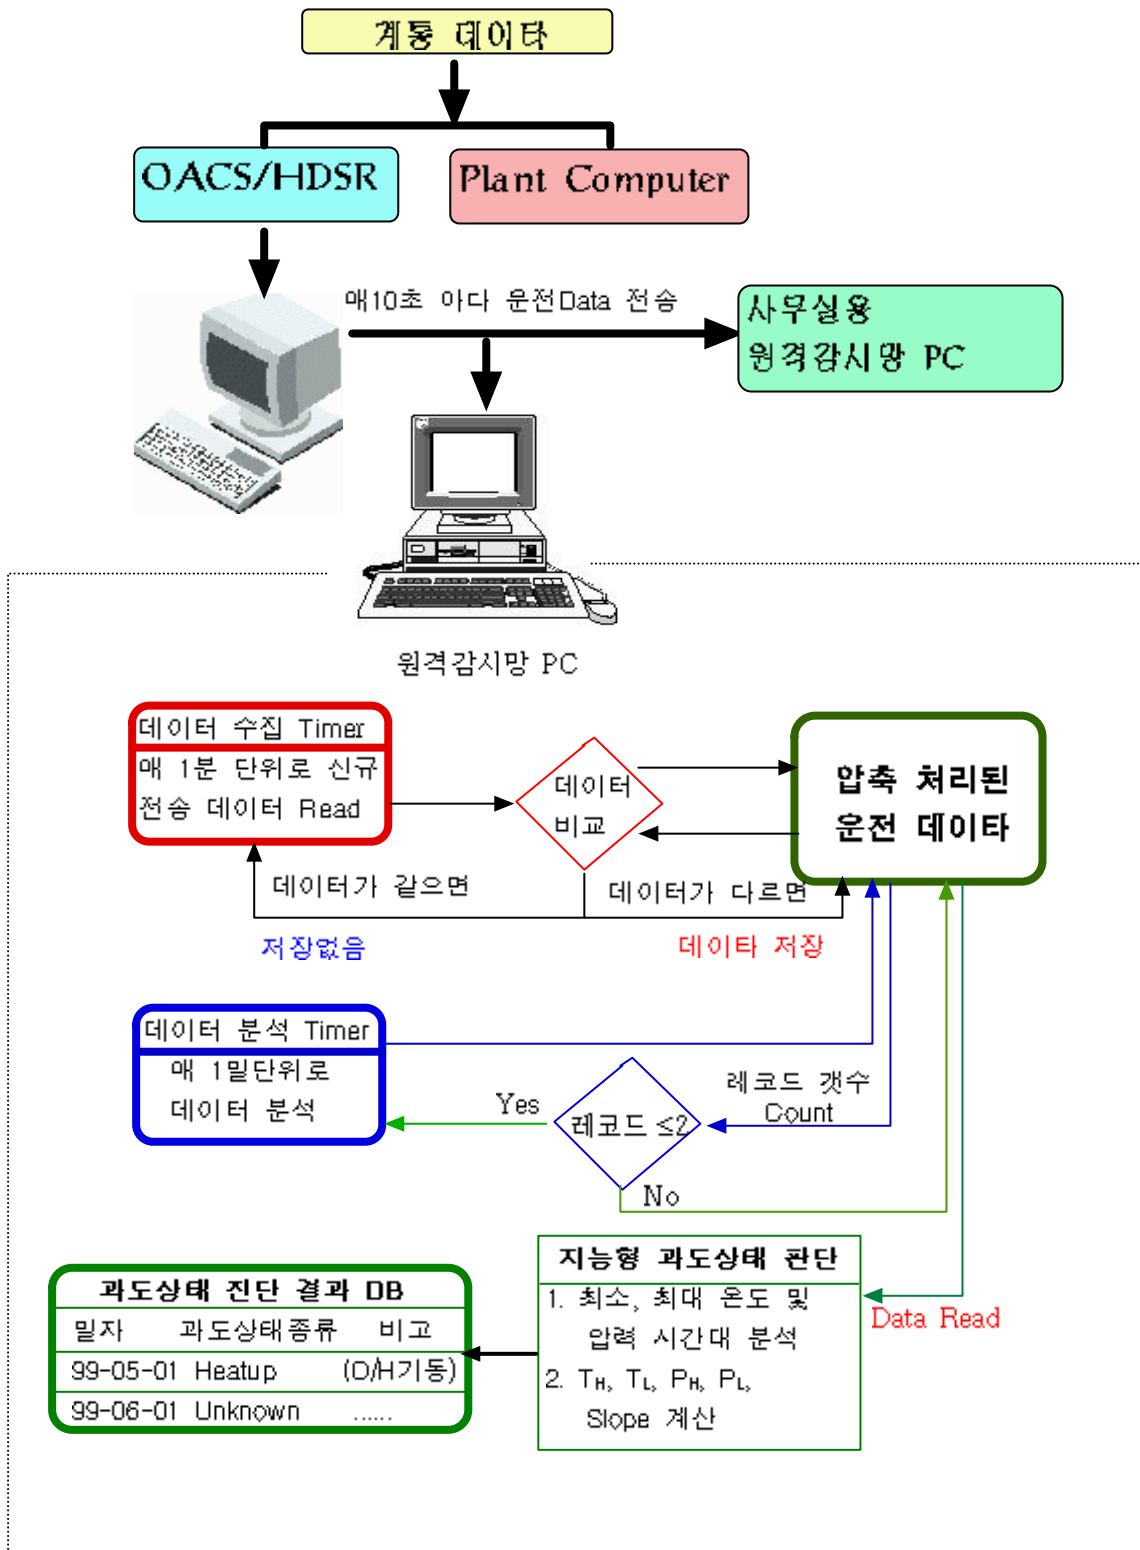 계통 데이타
OACS/HDSR
Plant Computer
매10초 아다 운전Data 전송
사무실용
원격감시망 PC
원격감시망 PC
데이터 수집 Timer
매 1분 단위로 신규
전송 데이터 Read
데이터
비교
압축 처리된
운전 데이타
데이터가 같으면
데이터가 다르면
저장없음
데이타 저장
데이터 분석 Timer
매 1일단위로
데이터 분석
Yes
레코드 ≤2
레코드 갯수
Count
No
지능형 과도상태 판단
1. 최소, 최대 온도 및
압력 시간대 분석
2. TH, TL, PH, PL,
Slope 계산
Data Read
과도상태 진단 결과 DB
일자 과도상태종류 비고
99-05-01 Heatup (O/H기동)
99-06-01 Unknown ......